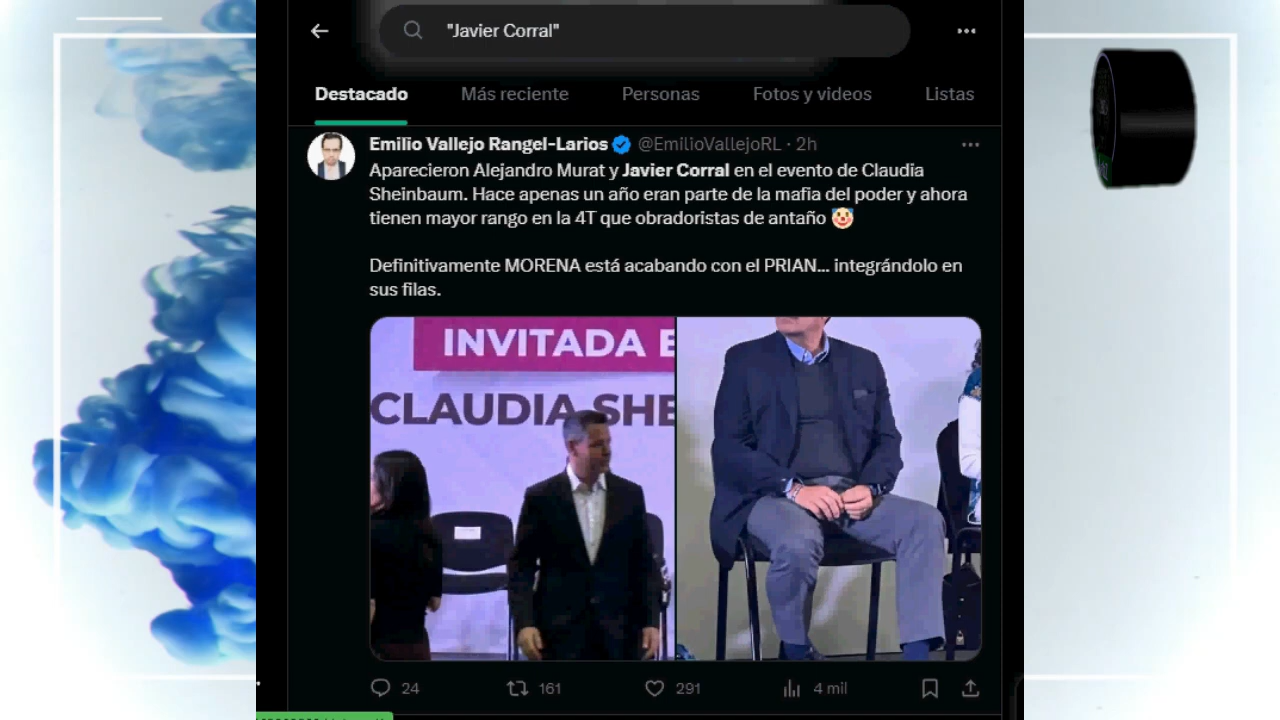 "Javier Corral"
Destacado Más reciente Personas Fotos y videos Listas
Emilio Vallejo Rangel-Larios @EmilioVallejoRL · 2h
Aparecieron Alejandro Murat y Javier Corral en el evento de Claudia
Sheinbaum. Hace apenas un año eran parte de la mafia del poder y ahora
tienen mayor rango en la 4T que obradoristas de antaño 🤡
Definitivamente MORENA está acabando con el PRIAN... integrándolo en
sus filas.
INVITADA E
CLAUDIA SHE
24 161 291 4 mil